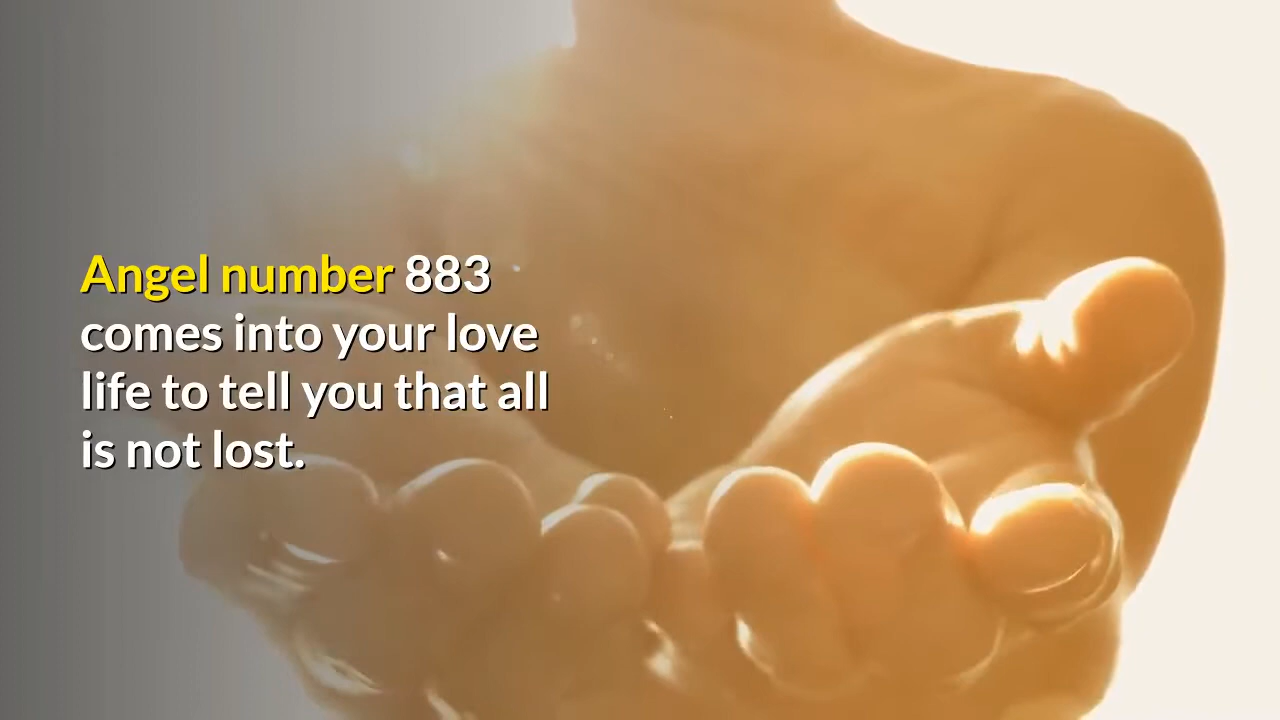 Angel number 883
comes into your love
life to tell you that all
is not lost.